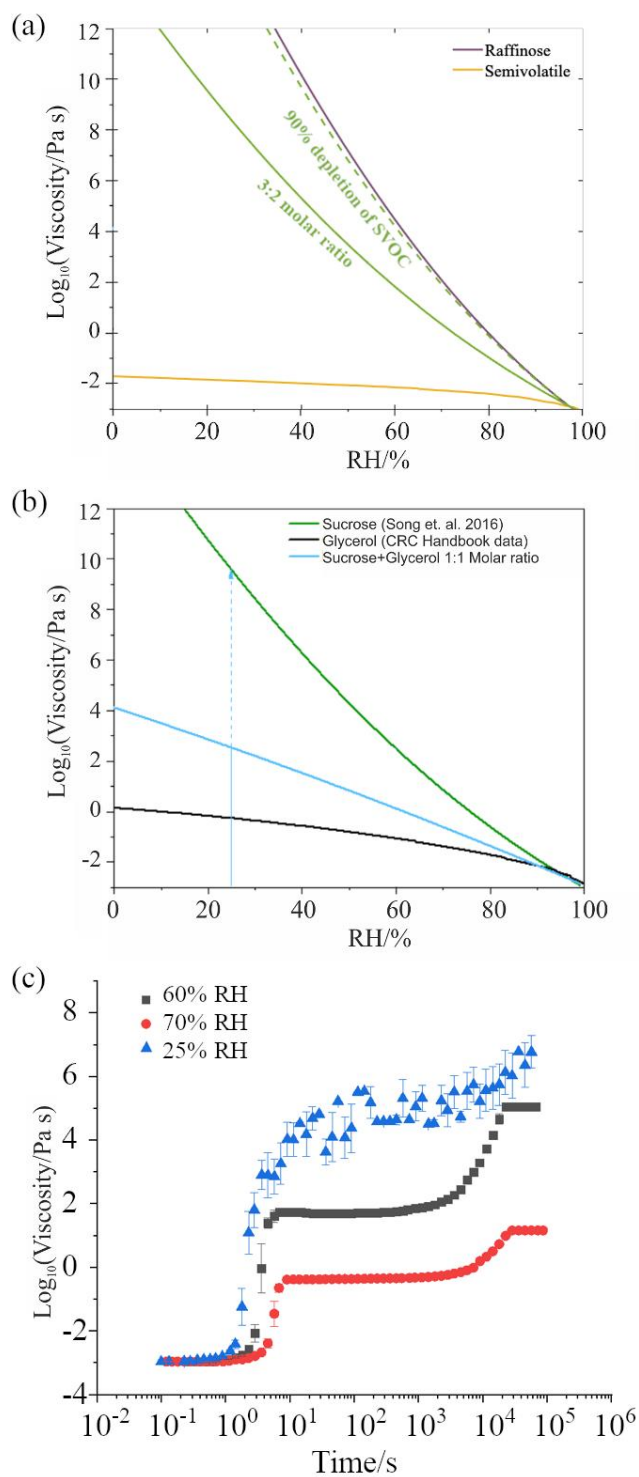 (a)
12
10
8
6
4
2
0
-2
Log₁₀(Viscosity/Pa s)
Raffinose
Semivolatile
90% depletion of SVOC
3:2 molar ratio
0 20 40 60 80 100
RH/%
(b)
12
10
8
6
4
2
0
-2
Log₁₀(Viscosity/Pa s)
Sucrose (Song et. al. 2016)
Glycerol (CRC Handbook data)
Sucrose+Glycerol 1:1 Molar ratio
0 20 40 60 80 100
RH/%
(c)
8
6
4
2
0
-2
-4
Log₁₀(Viscosity/Pa s)
60% RH
70% RH
25% RH
10⁻² 10⁻¹ 10⁰ 10¹ 10² 10³ 10⁴ 10⁵ 10⁶
Time/s